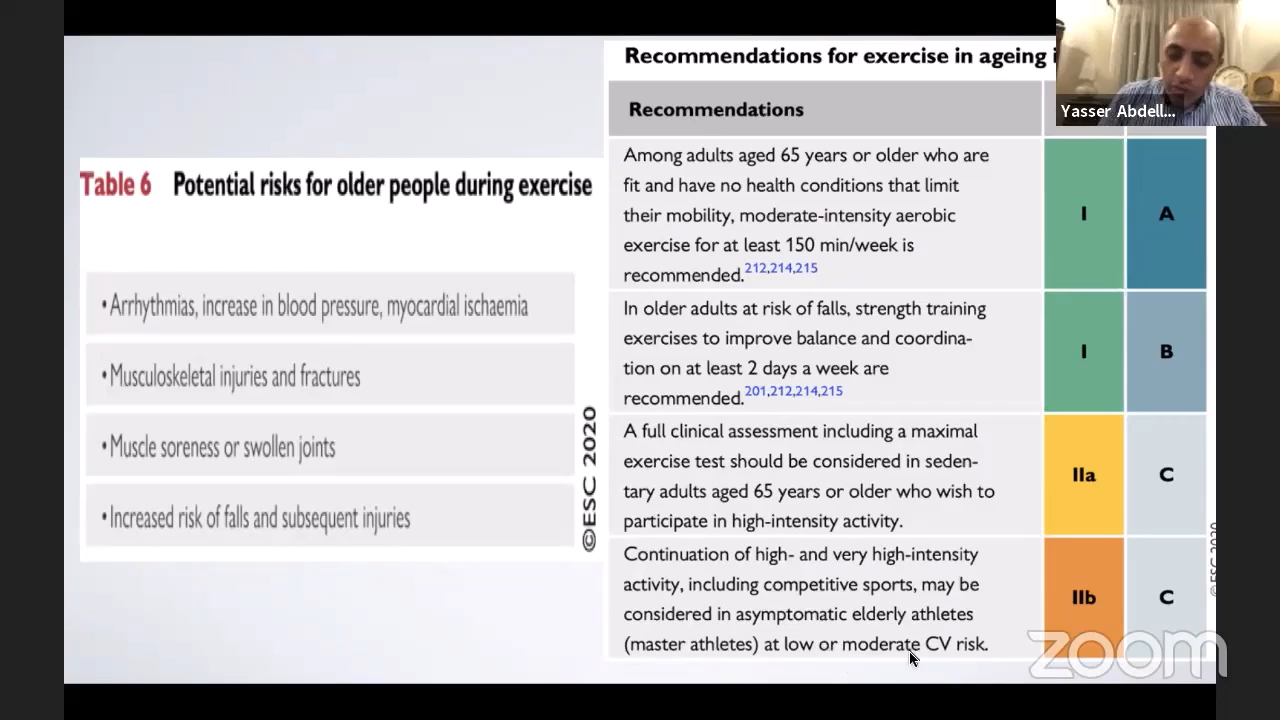 Table 6 Potential risks for older people during exercise
•Arrhythmias, increase in blood pressure, myocardial ischaemia
•Musculoskeletal injuries and fractures
•Muscle soreness or swollen joints
•Increased risk of falls and subsequent injuries
©ESC 2020
Recommendations for exercise in ageing
Recommendations
Among adults aged 65 years or older who are
fit and have no health conditions that limit
their mobility, moderate-intensity aerobic
exercise for at least 150 min/week is
recommended.212,214,215
I
A
In older adults at risk of falls, strength training
exercises to improve balance and coordina-
tion on at least 2 days a week are
recommended.201,212,214,215
I
B
A full clinical assessment including a maximal
exercise test should be considered in seden-
tary adults aged 65 years or older who wish to
participate in high-intensity activity.
IIa
C
Continuation of high- and very high-intensity
activity, including competitive sports, may be
considered in asymptomatic elderly athletes
(master athletes) at low or moderate CV risk.
IIb
C
©ESC 2020
Yasser Abdell...
zoom